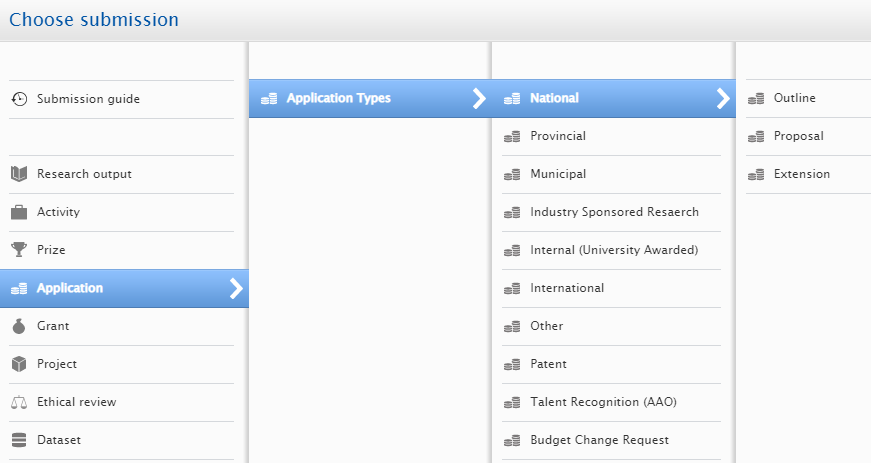 Choose submission
Submission guide
Research output
Activity
Prize
Application
Grant
Project
Ethical review
Dataset
Application Types
National
Provincial
Municipal
Industry Sponsored Resaerch
Internal (University Awarded)
International
Other
Patent
Talent Recognition (AAO)
Budget Change Request
Outline
Proposal
Extension